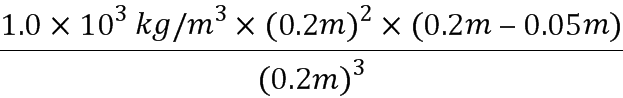 1.0 × 10³ kg/m³ × (0.2m)² × (0.2m – 0.05m)
(0.2m)³